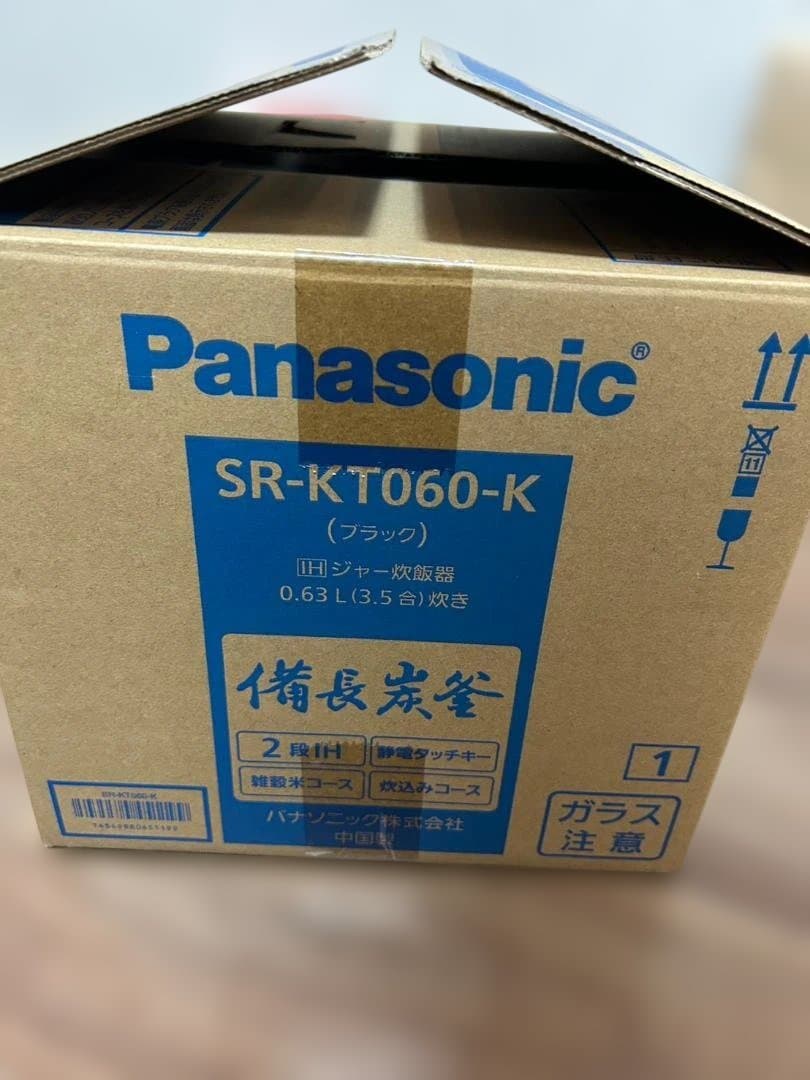 Panasonic®
SR-KT060-K
(ブラック)
IH ジャー炊飯器
0.63 L(3.5 合)炊き
備長炭釜
2段IH 静電タッチキー
雑穀米コース 炊込みコース
パナソニック株式会社
中国製
11
1
ガラス
注意
SR-KT060-K